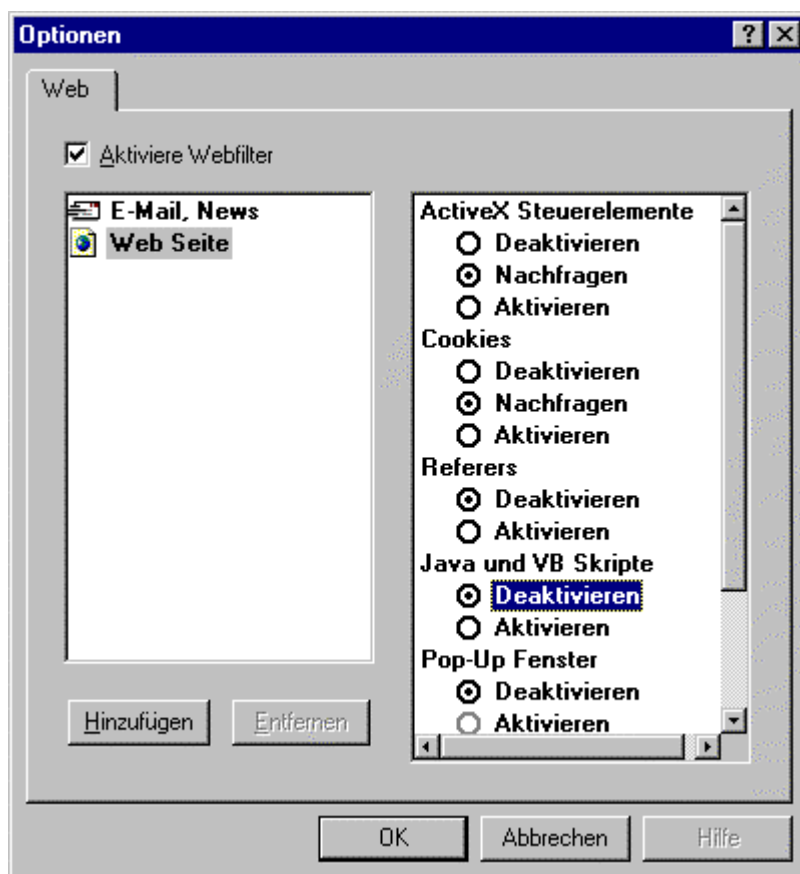 Optionen
Web
Aktiviere Webfilter
E-Mail, News
Web Seite
ActiveX Steuerelemente
Deaktivieren
Nachfragen
Aktivieren
Cookies
Deaktivieren
Nachfragen
Aktivieren
Referers
Deaktivieren
Aktivieren
Java und VB Skripte
Deaktivieren
Aktivieren
Pop-Up Fenster
Deaktivieren
Aktivieren
Hinzufügen
Entfernen
OK
Abbrechen
Hilfe